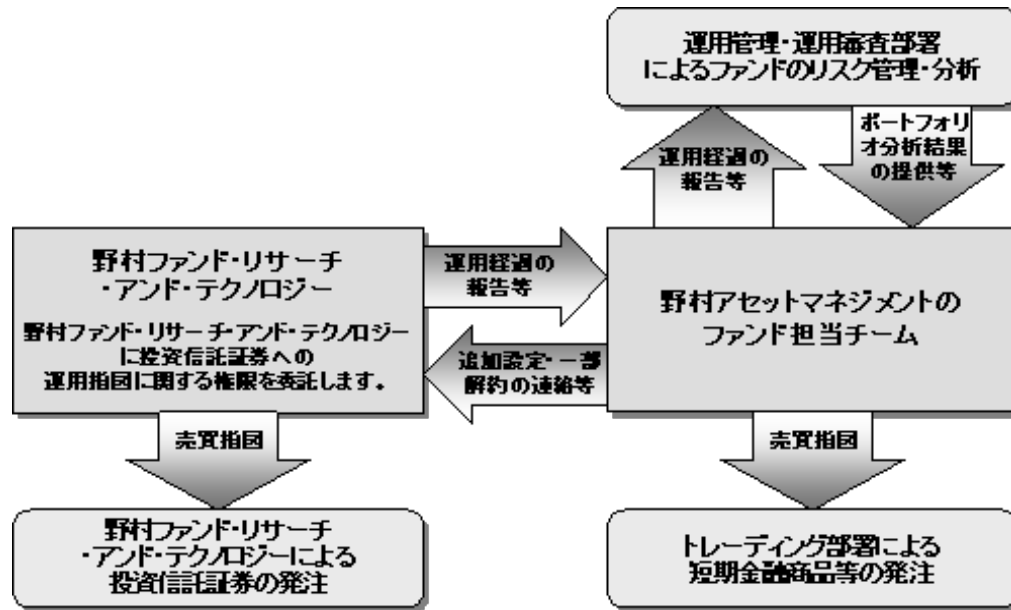 運用管理・運用審査部署
によるファンドのリスク管理・分析
運用経過の
報告等
ポートフォリ
オ分析結果
の提供等
野村ファンド・リサーチ
・アンド・テクノロジー
野村ファンド・リサーチ・アンド・テクノロジー
に投資信託証券への
運用指図に関する権限を委託します。
運用経過の
報告等
追加設定・一部
解約の連絡等
野村アセットマネジメントの
ファンド担当チーム
売買指図
売買指図
野村ファンド・リサーチ
・アンド・テクノロジーによる
投資信託証券の発注
トレーディング部署による
短期金融商品等の発注